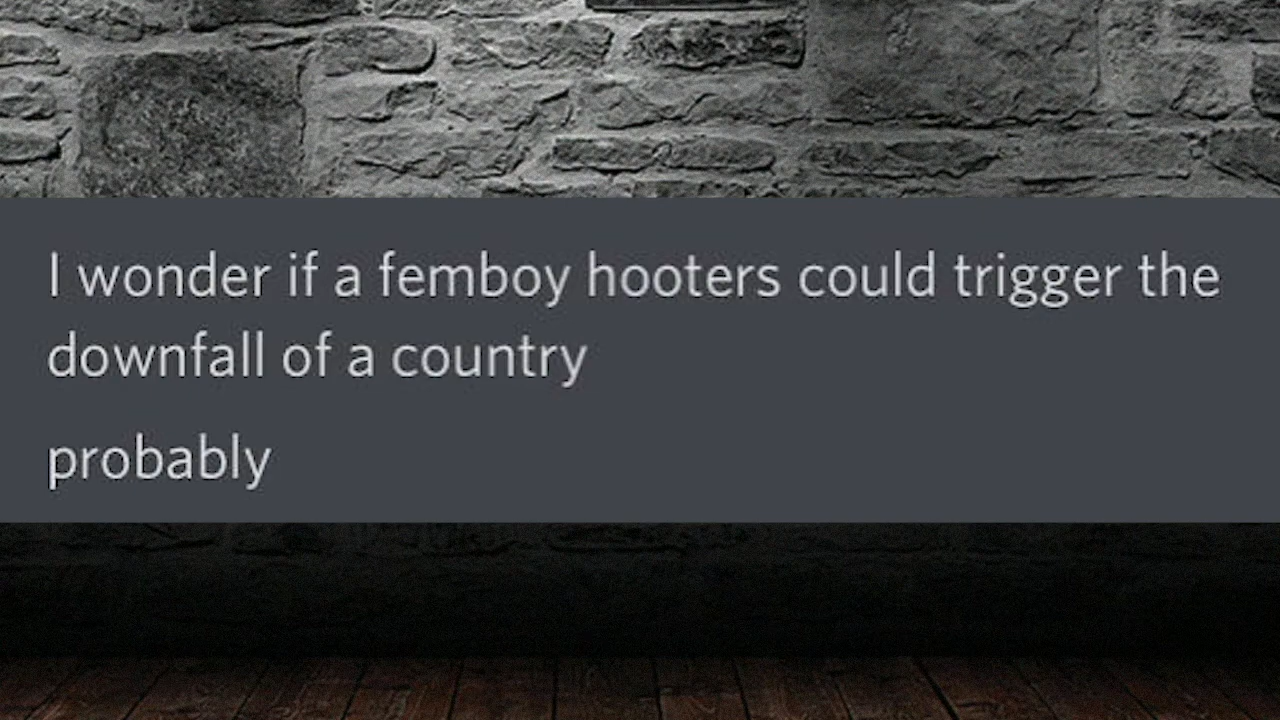 I wonder if a femboy hooters could trigger the
downfall of a country
probably